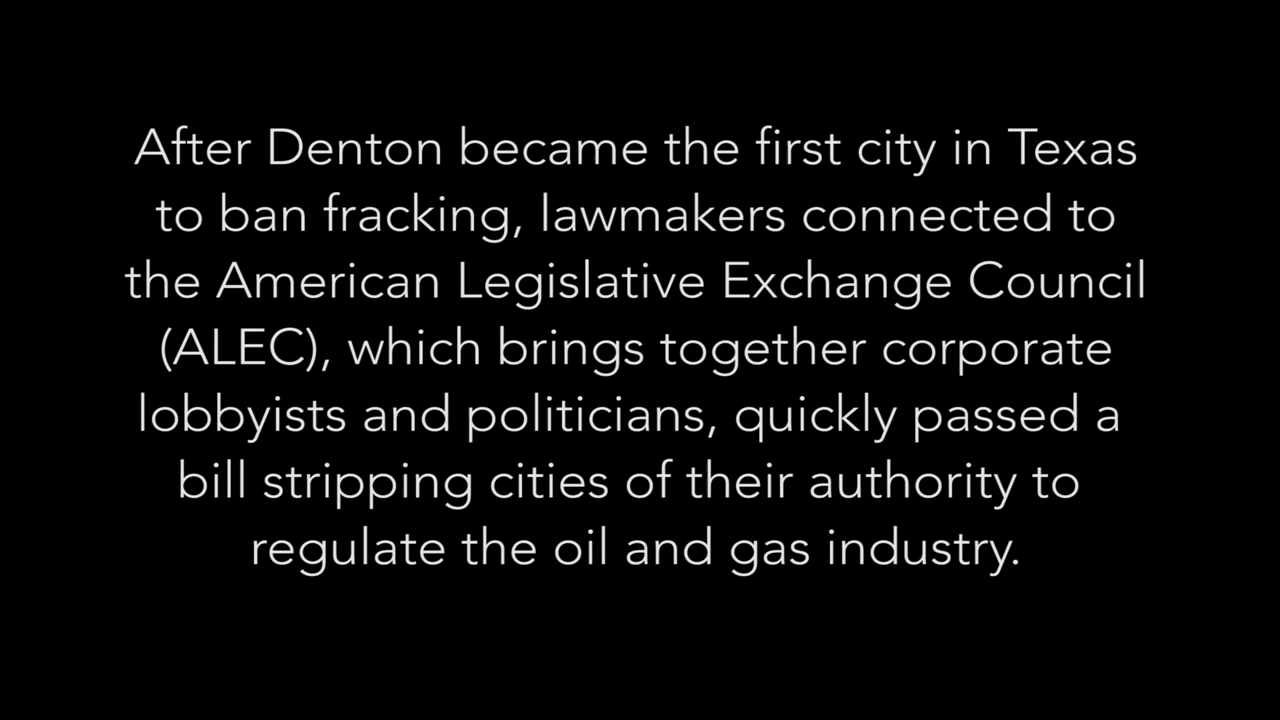 After Denton became the first city in Texas
to ban fracking, lawmakers connected to
the American Legislative Exchange Council
(ALEC), which brings together corporate
lobbyists and politicians, quickly passed a
bill stripping cities of their authority to
regulate the oil and gas industry.